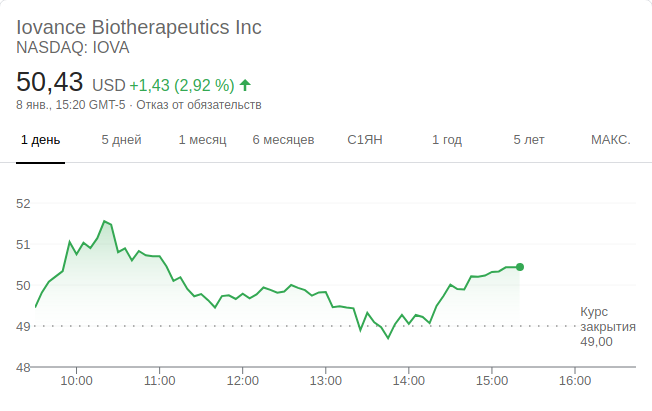 Iovance Biotherapeutics Inc
NASDAQ: IOVA
50,43 USD +1,43 (2,92 %)
8 янв., 15:20 GMT-5 · Отказ от обязательств
1 день 5 дней 1 месяц 6 месяцев С1ЯН 1 год 5 лет МАКС.
52
51
50
49
48
Курс
закрытия
49,00
10:00 11:00 12:00 13:00 14:00 15:00 16:00